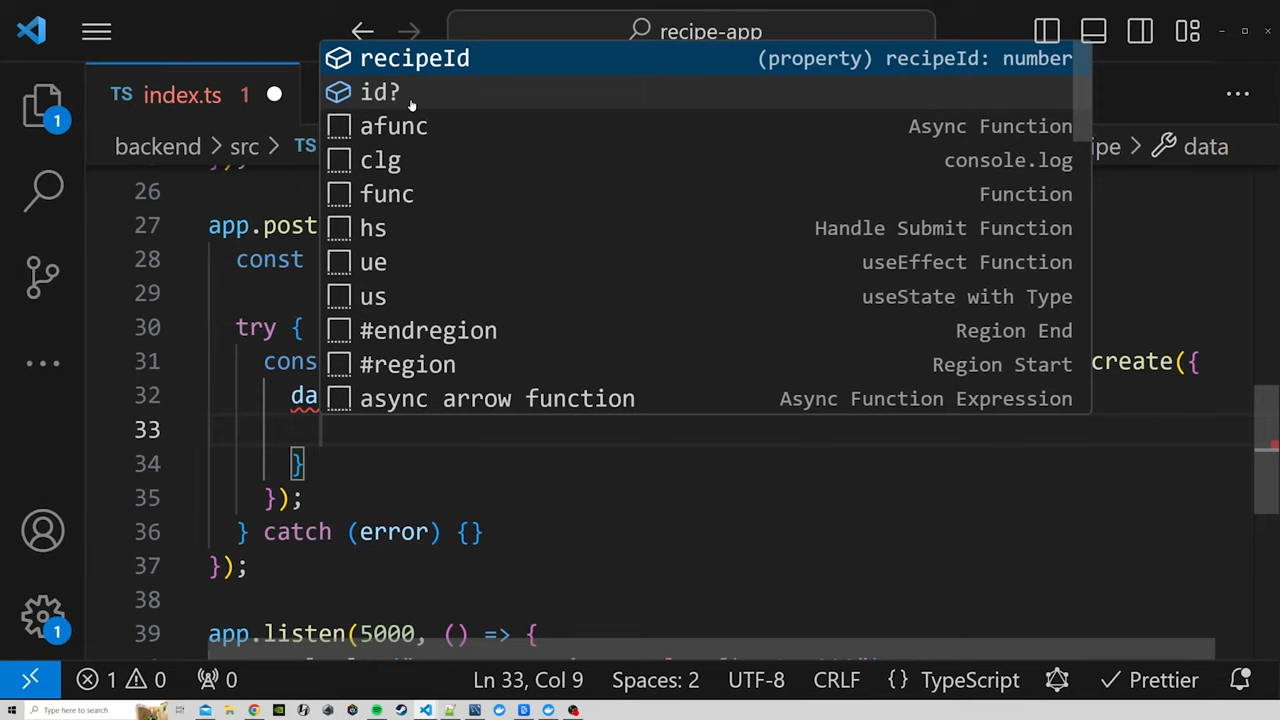 recipe-app
recipeId (property) recipeId: number
id?
afunc Async Function
clg console.log
func Function
hs Handle Submit Function
ue useEffect Function
us useState with Type
#endregion Region End
#region Region Start
async arrow function Async Function Expression
TS index.ts 1
backend > src > TS
ipe > data
26
27 app.post
28 const
29
30 try {
31 cons create({
32 da
33
34 }
35 });
36 } catch (error) {}
37 });
38
39 app.listen(5000, () => {
1
1
1 0 0 Ln 33, Col 9 Spaces: 2 UTF-8 CRLF {} TypeScript Prettier
Type here to search